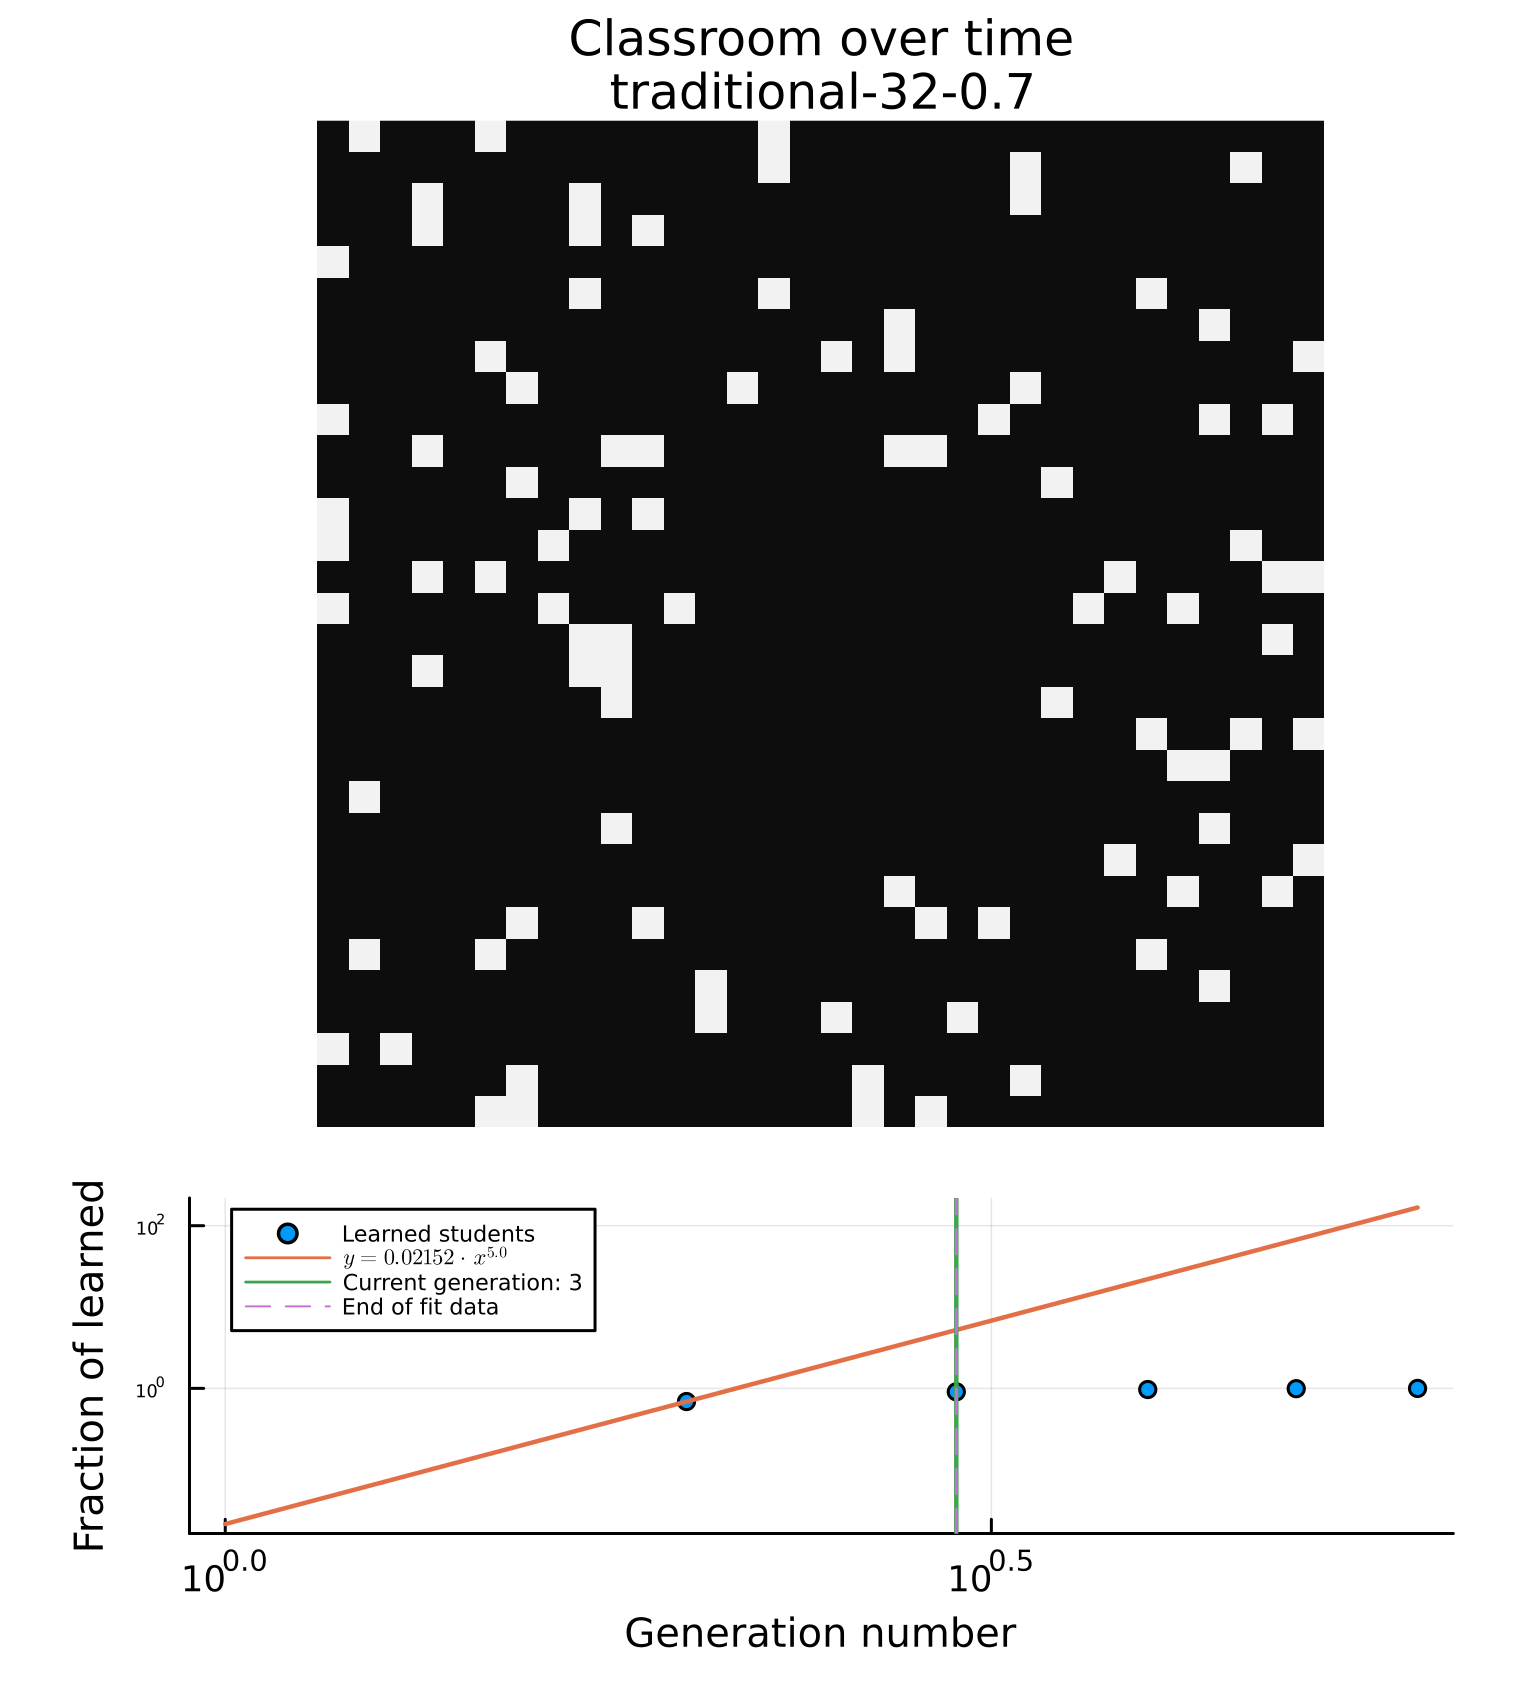 Classroom over time
traditional-32-0.7
Fraction of learned
10^2
10^0
Learned students
y = 0.02152 · x^5.0
Current generation: 3
End of fit data
10^0.0
10^0.5
Generation number